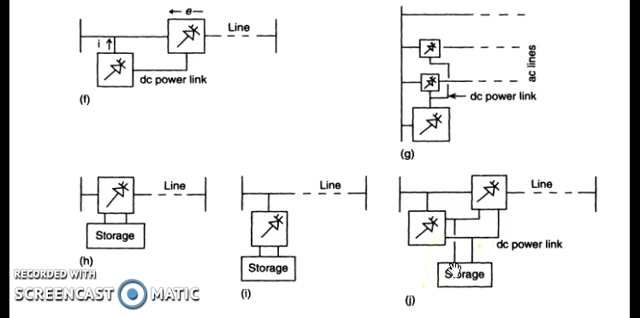 ← e —
Line
i ↑
dc power link
(f)
ac lines
dc power link
(g)
Line
Storage
(h)
Line
Storage
(i)
Line
dc power link
Storage
(j)
RECORDED WITH
SCREENCAST MATIC